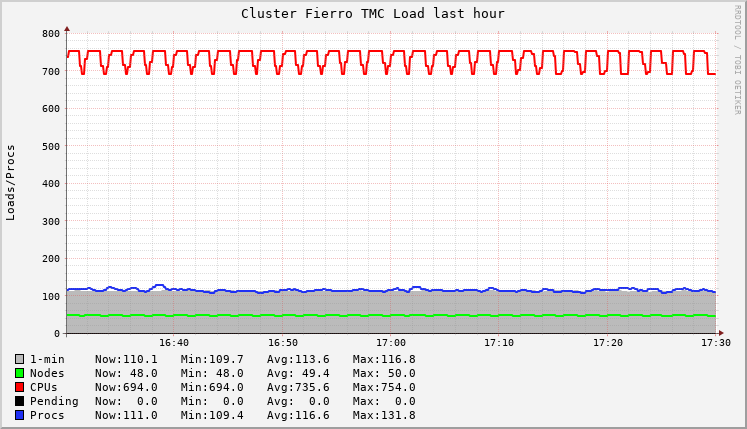 Cluster Fierro TMC Load last hour
RRDTOOL / TOBI OETIKER
Loads/Procs
800
700
600
500
400
300
200
100
0
16:40 16:50 17:00 17:10 17:20 17:30
1-min Now:110.1 Min:109.7 Avg:113.6 Max:116.8
Nodes Now: 48.0 Min: 48.0 Avg: 49.4 Max: 50.0
CPUs Now:694.0 Min:694.0 Avg:735.6 Max:754.0
Pending Now: 0.0 Min: 0.0 Avg: 0.0 Max: 0.0
Procs Now:111.0 Min:109.4 Avg:116.6 Max:131.8